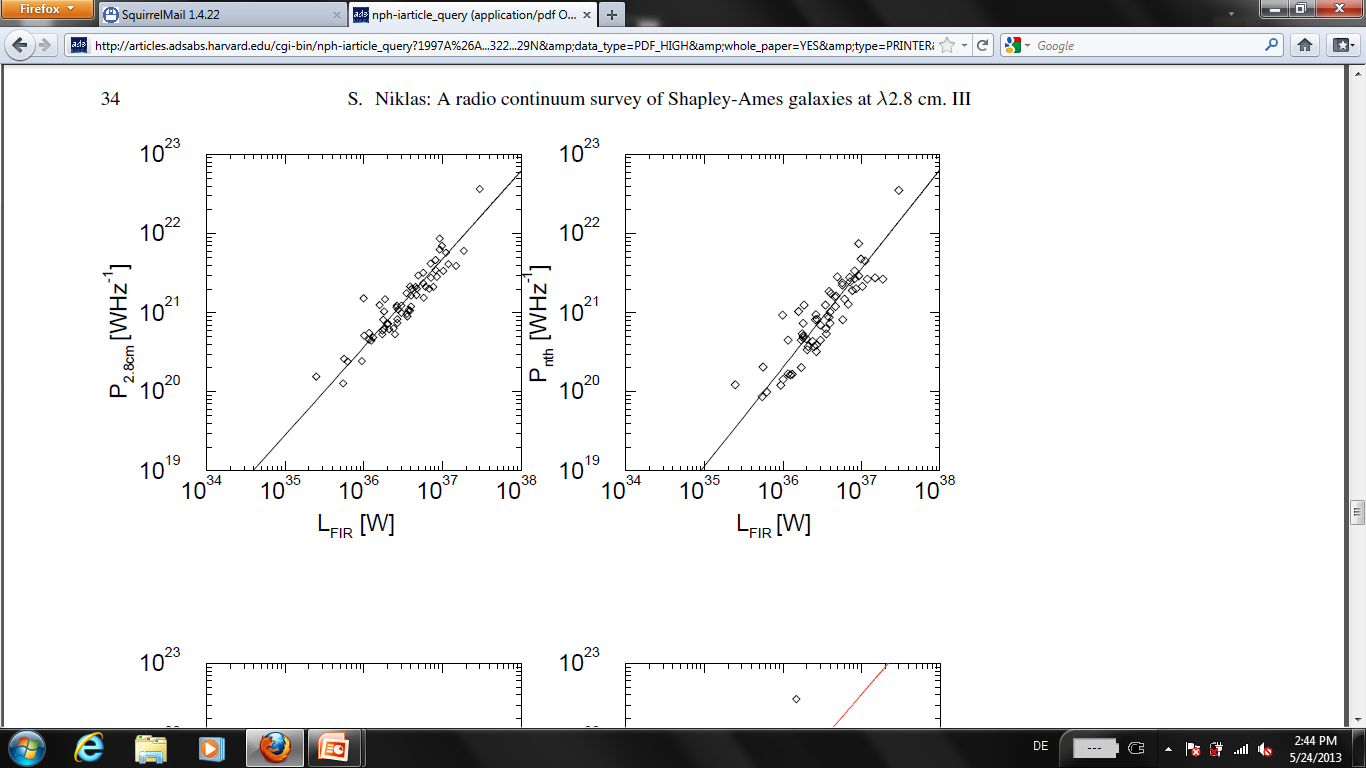 Firefox
SquirrelMail 1.4.22
nph-iarticle_query (application/pdf O...
http://articles.adsabs.harvard.edu/cgi-bin/nph-iarticle_query?1997A%26A...322...29N&amp;data_type=PDF_HIGH&amp;whole_paper=YES&amp;type=PRINTER&
Google
34
S. Niklas: A radio continuum survey of Shapley-Ames galaxies at λ2.8 cm. III
10^23
10^22
10^21
10^20
10^19
P_2.8cm [WHz^-1]
10^34 10^35 10^36 10^37 10^38
L_FIR [W]
10^23
10^22
10^21
10^20
10^19
P_nth [WHz^-1]
10^34 10^35 10^36 10^37 10^38
L_FIR [W]
10^23
10^23
DE
2:44 PM
5/24/2013